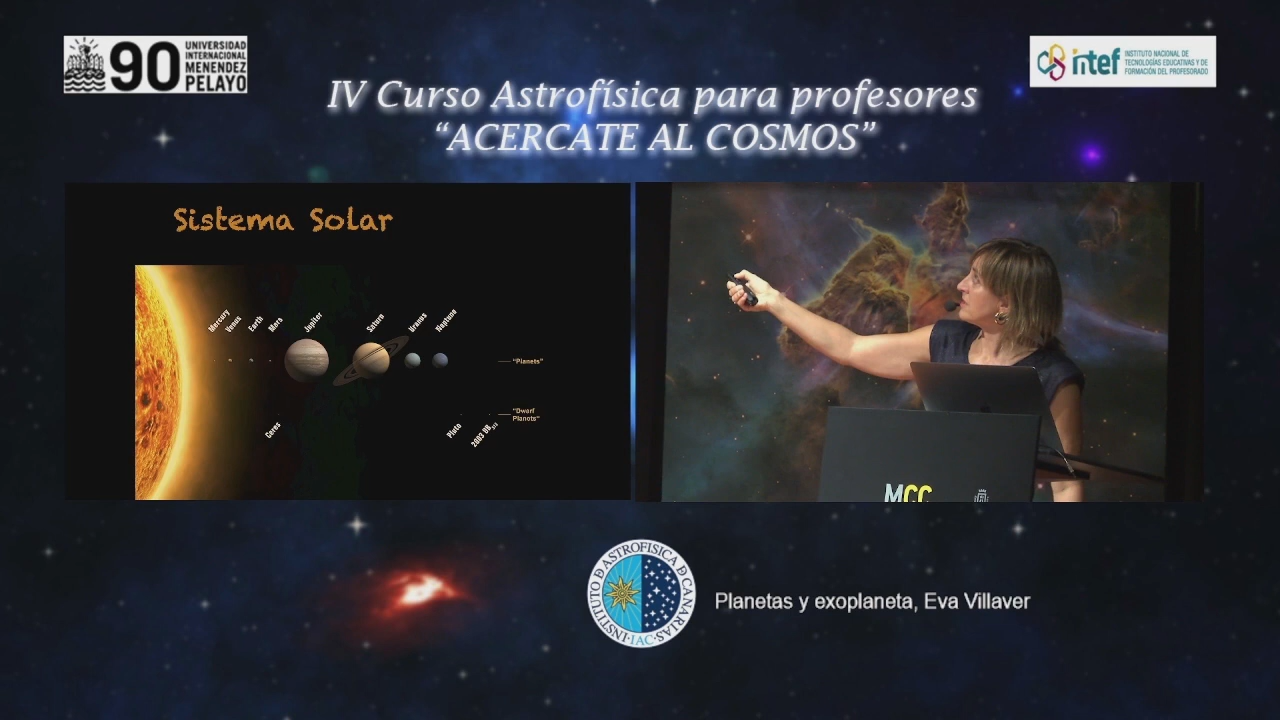 90
UNIVERSIDAD
INTERNACIONAL
MENENDEZ
PELAYO
intef
INSTITUTO NACIONAL DE
TECNOLOGÍAS EDUCATIVAS Y DE
FORMACIÓN DEL PROFESORADO
IV Curso Astrofísica para profesores
“ACERCATE AL COSMOS”
Sistema Solar
Mercury
Venus
Earth
Mars
Jupiter
Saturn
Uranus
Neptune
"Planets"
Ceres
Pluto
2003 UB313
"Dwarf
Planets"
MCC
INSTITUTO D ASTROFISICA D CANARIAS
·IAC·
Planetas y exoplaneta, Eva Villaver